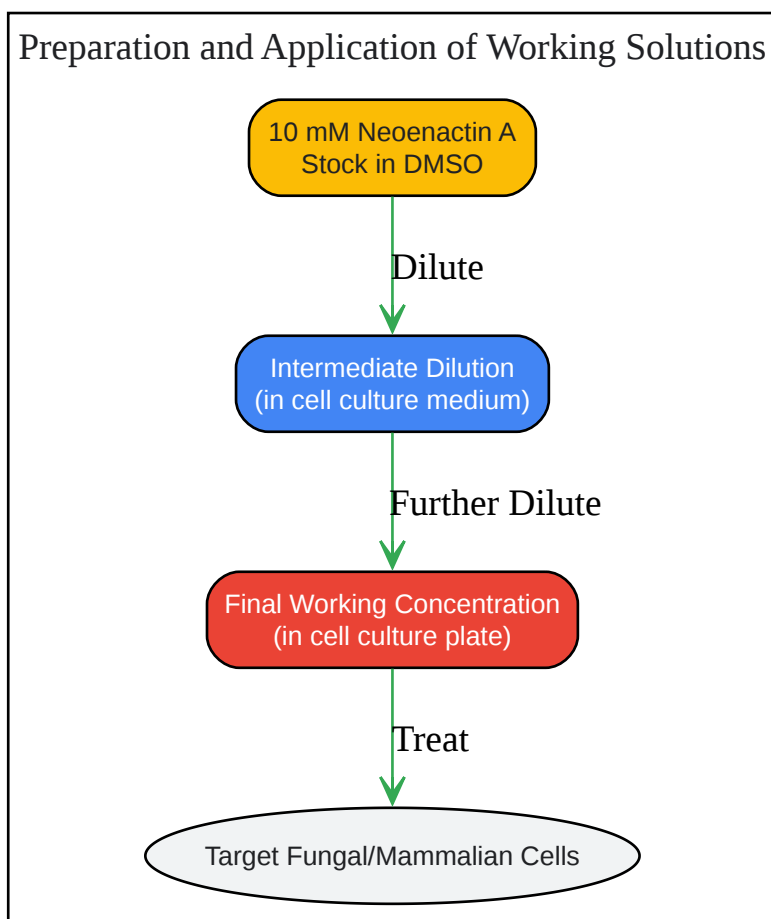 Preparation and Application of Working Solutions
10 mM Neoenactin A
Stock in DMSO
Dilute
Intermediate Dilution
(in cell culture medium)
Further Dilute
Final Working Concentration
(in cell culture plate)
Treat
Target Fungal/Mammalian Cells